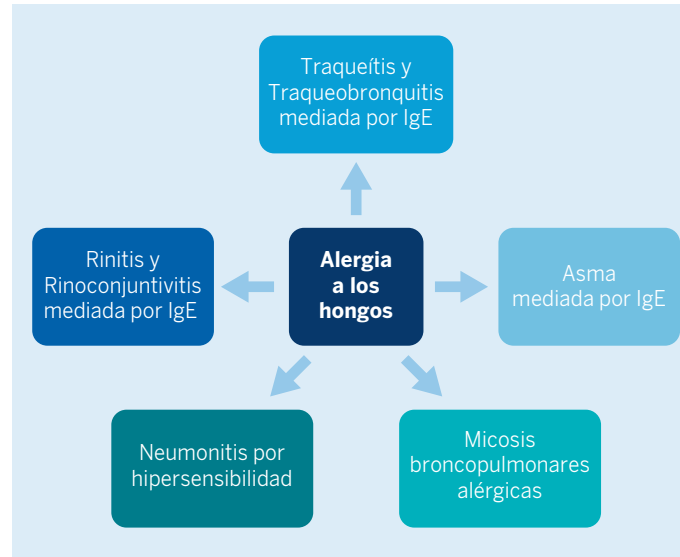 Traqueítis y
Traqueobronquitis
mediada por IgE
Rinitis y
Rinoconjuntivitis
mediada por IgE
Alergia
a los
hongos
Asma
mediada por IgE
Neumonitis por
hipersensibilidad
Micosis
broncopulmonares
alérgicas